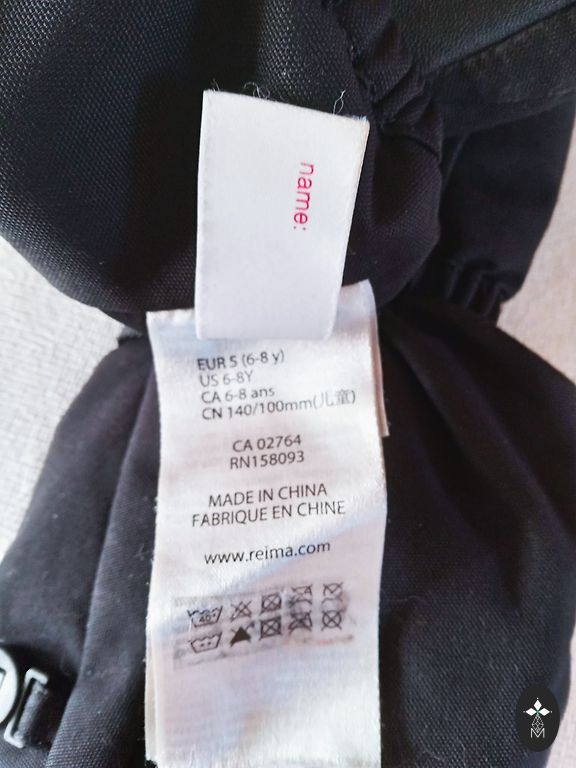 name:
EUR 5 (6-8 y)
US 6-8Y
CA 6-8 ans
CN 140/100mm(儿童)
CA 02764
RN158093
MADE IN CHINA
FABRIQUE EN CHINE
www.reima.com
40°
M